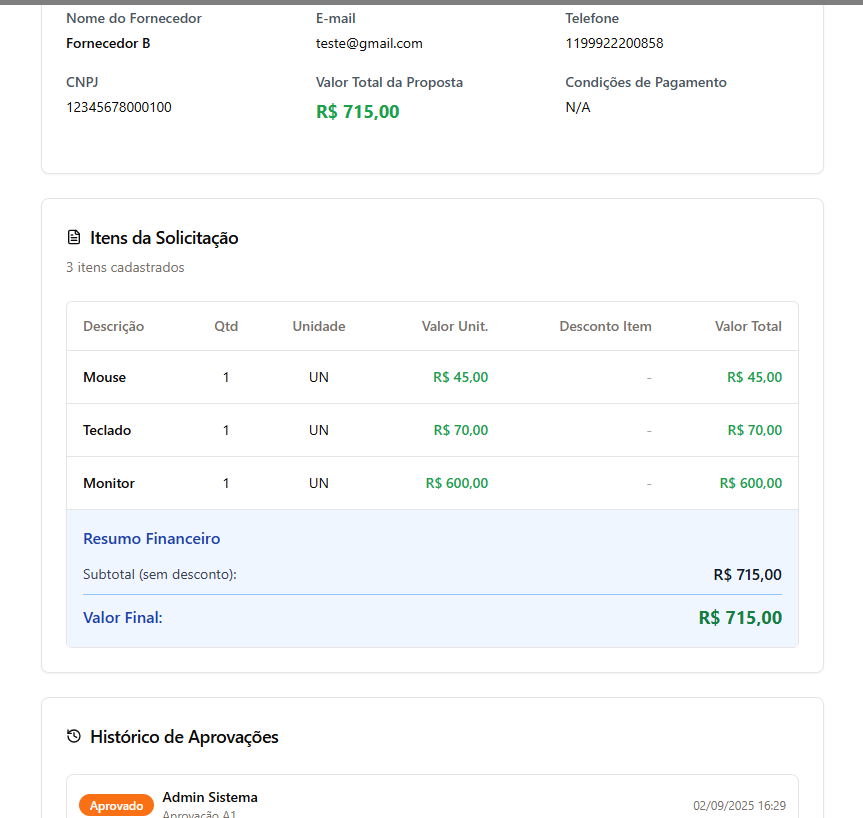 Nome do Fornecedor E-mail Telefone
Fornecedor B teste@gmail.com 1199922200858
CNPJ Valor Total da Proposta Condições de Pagamento
12345678000100 R$ 715,00 N/A
Itens da Solicitação
3 itens cadastrados
Descrição Qtd Unidade Valor Unit. Desconto Item Valor Total
Mouse 1 UN R$ 45,00 - R$ 45,00
Teclado 1 UN R$ 70,00 - R$ 70,00
Monitor 1 UN R$ 600,00 - R$ 600,00
Resumo Financeiro
Subtotal (sem desconto): R$ 715,00
Valor Final: R$ 715,00
Histórico de Aprovações
Aprovado Admin Sistema 02/09/2025 16:29
Aprovação A1